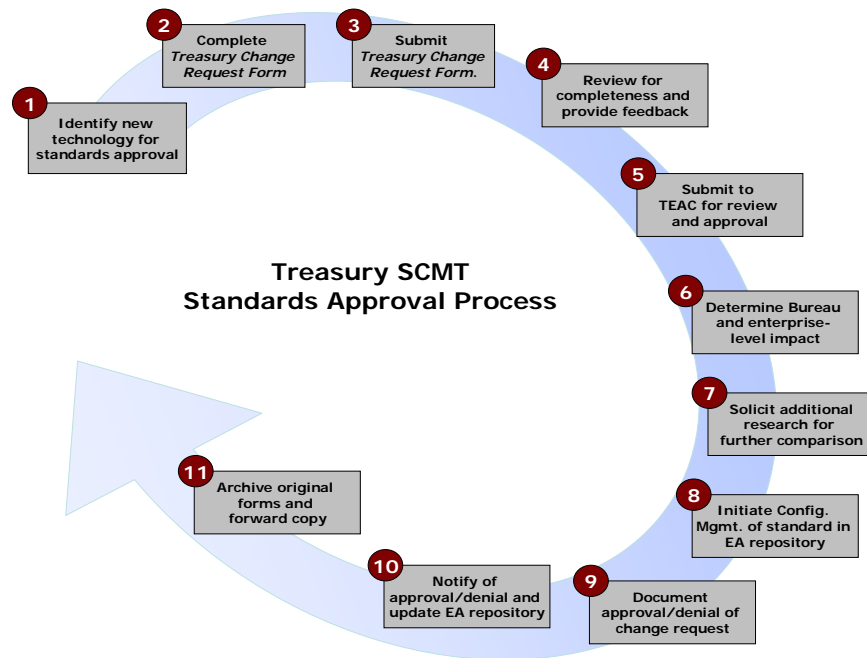 1
Identify new
technology for
standards approval
2
Complete
Treasury Change
Request Form
3
Submit
Treasury Change
Request Form.
4
Review for
completeness and
provide feedback
5
Submit to
TEAC for review
and approval
6
Determine Bureau
and enterprise-
level impact
7
Solicit additional
research for
further comparison
8
Initiate Config.
Mgmt. of standard in
EA repository
9
Document
approval/denial of
change request
10
Notify of
approval/denial and
update EA repository
11
Archive original
forms and
forward copy
Treasury SCMT
Standards Approval Process